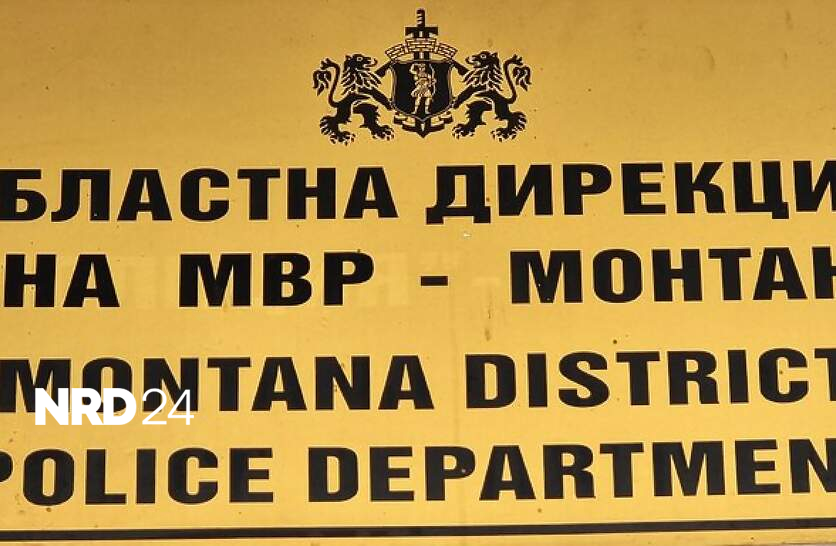 БЛАСТНА ДИРЕКЦИ
НА МВР - МОНТАН
MONTANA DISTRICT
POLICE DEPARTMEN
NRD24